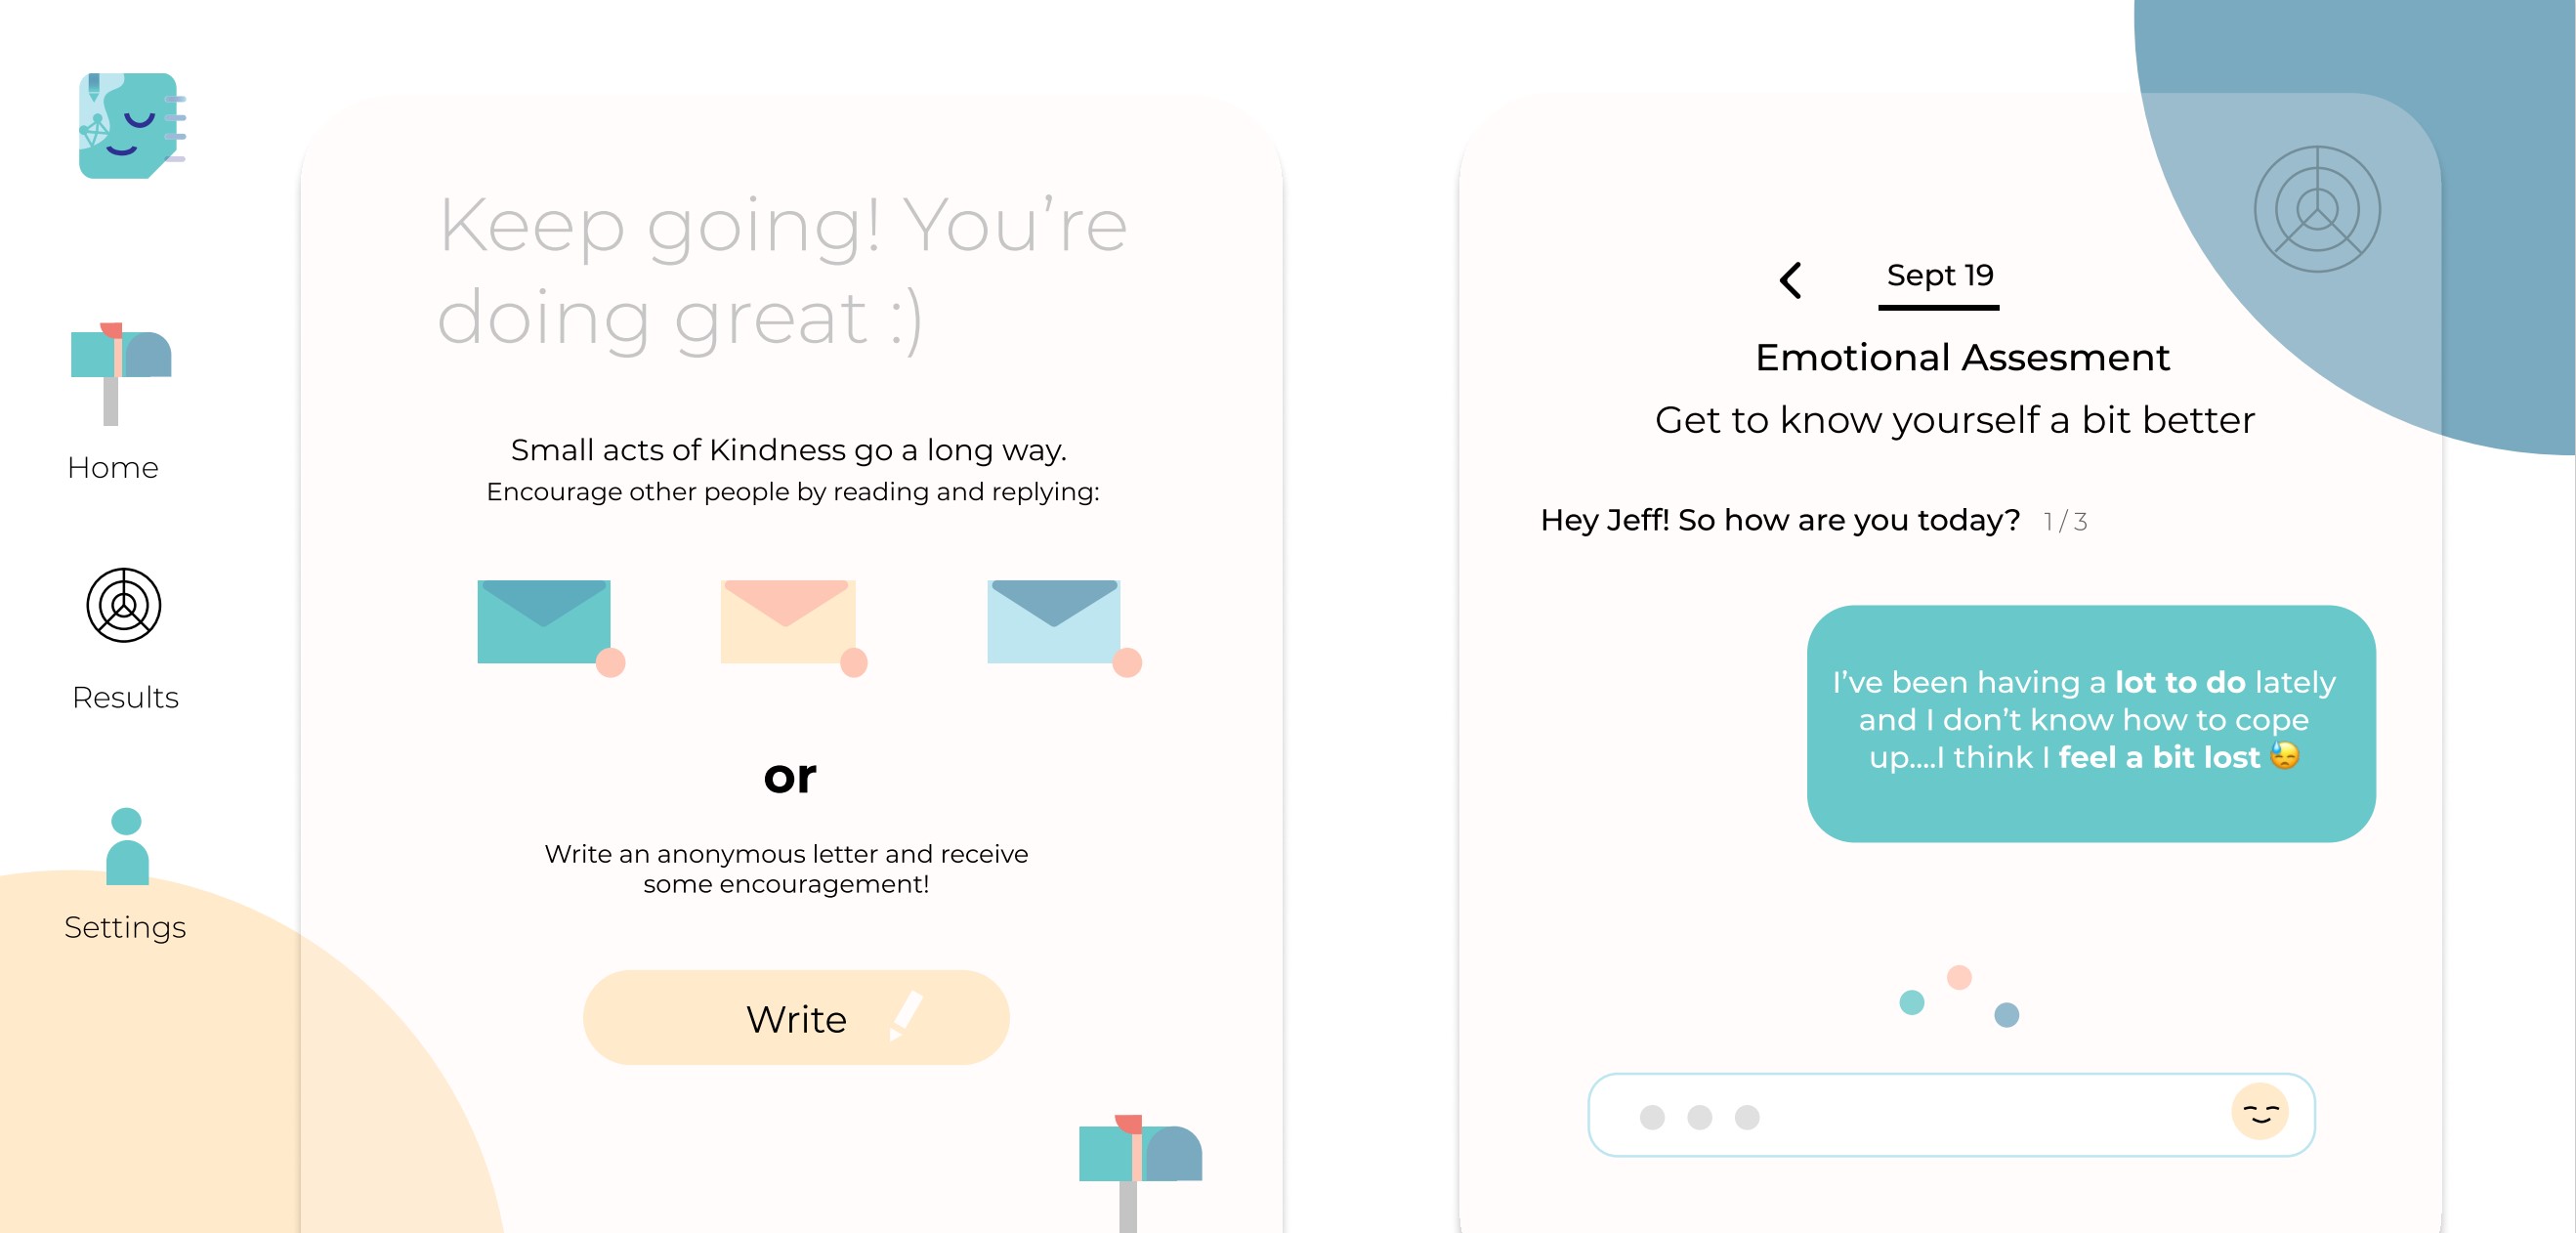 Home
Results
Settings
Keep going! You’re
doing great :)
Small acts of Kindness go a long way.
Encourage other people by reading and replying:
or
Write an anonymous letter and receive
some encouragement!
Write
Sept 19
Emotional Assesment
Get to know yourself a bit better
Hey Jeff! So how are you today? 1 / 3
I’ve been having a lot to do lately
and I don’t know how to cope
up....I think I feel a bit lost 😓